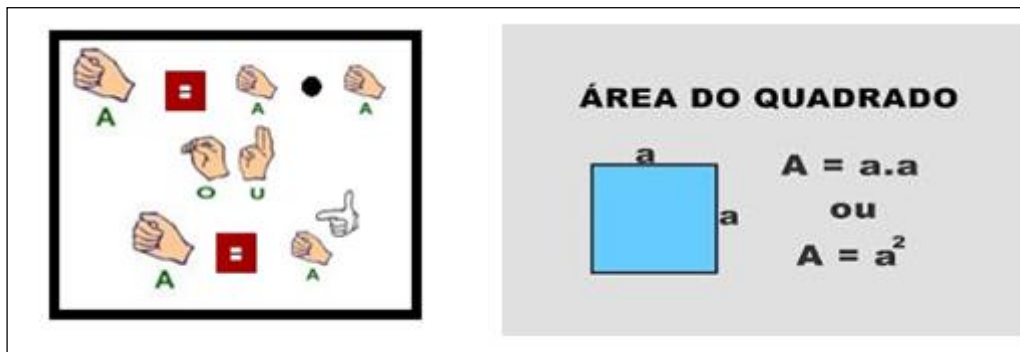 A = A • A
O U
A = A
ÁREA DO QUADRADO
a
a
A = a.a
ou
A = a²